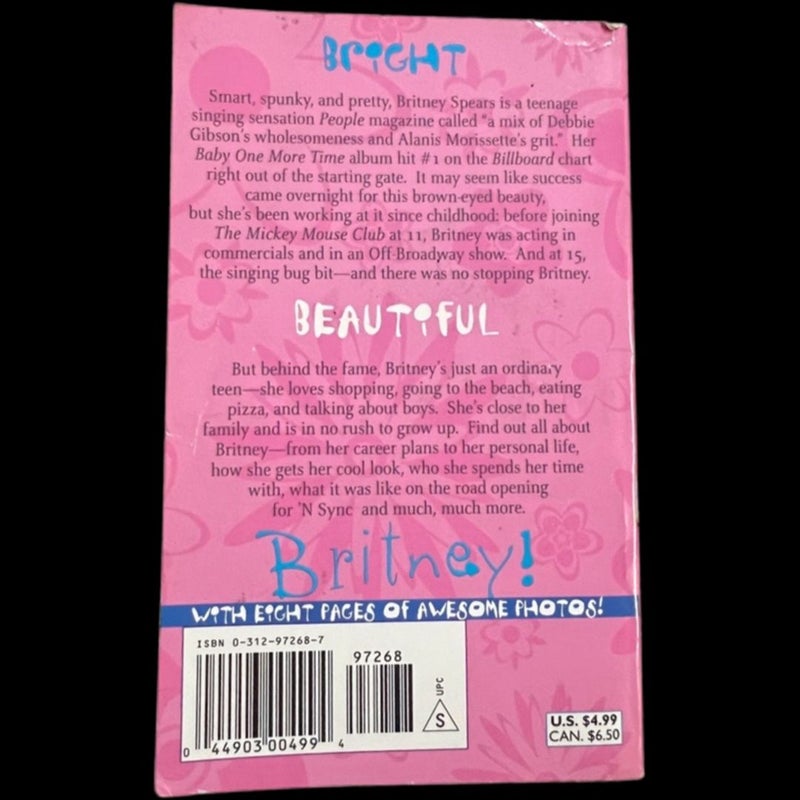 BRIGHT
Smart, spunky, and pretty, Britney Spears is a teenage
singing sensation People magazine called "a mix of Debbie
Gibson's wholesomeness and Alanis Morissette's grit." Her
Baby One More Time album hit #1 on the Billboard chart
right out of the starting gate. It may seem like success
came overnight for this brown-eyed beauty,
but she's been working at it since childhood: before joining
The Mickey Mouse Club at 11, Britney was acting in
commercials and in an Off-Broadway show. And at 15,
the singing bug bit—and there was no stopping Britney.
BEAUTIFUL
But behind the fame, Britney's just an ordinary
teen—she loves shopping, going to the beach, eating
pizza, and talking about boys. She's close to her
family and is in no rush to grow up. Find out all about
Britney—from her career plans to her personal life,
how she gets her cool look, who she spends her time
with, what it was like on the road opening
for 'N Sync and much, much more.
Britney!
WITH EIGHT PAGES OF AWESOME PHOTOS!
ISBN 0-312-97268-7
97268
UPC
S
0 44903 00499 4
U.S. $4.99
CAN. $6.50